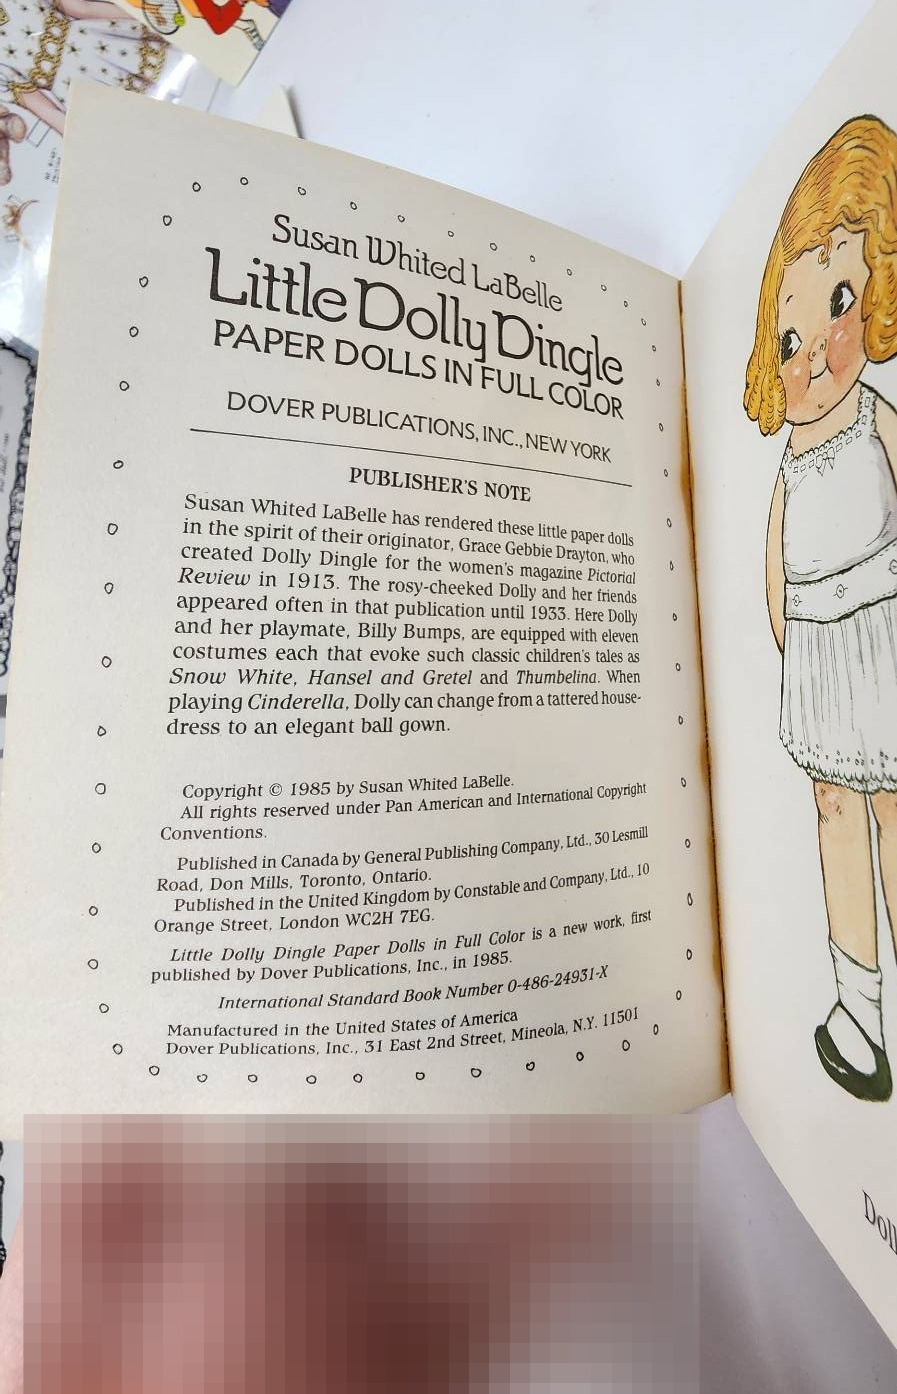 Susan Whited LaBelle
Little Dolly Dingle
PAPER DOLLS IN FULL COLOR
DOVER PUBLICATIONS, INC., NEW YORK
PUBLISHER'S NOTE
Susan Whited LaBelle has rendered these little paper dolls
in the spirit of their originator, Grace Gebbie Drayton, who
created Dolly Dingle for the women's magazine Pictorial
Review in 1913. The rosy-cheeked Dolly and her friends
appeared often in that publication until 1933. Here Dolly
and her playmate, Billy Bumps, are equipped with eleven
costumes each that evoke such classic children's tales as
Snow White, Hansel and Gretel and Thumbelina. When
playing Cinderella, Dolly can change from a tattered house-
dress to an elegant ball gown.
Copyright © 1985 by Susan Whited LaBelle.
All rights reserved under Pan American and International Copyright
Conventions.
Published in Canada by General Publishing Company, Ltd., 30 Lesmill
Road, Don Mills, Toronto, Ontario.
Published in the United Kingdom by Constable and Company, Ltd., 10
Orange Street, London WC2H 7EG.
Little Dolly Dingle Paper Dolls in Full Color is a new work, first
published by Dover Publications, Inc., in 1985.
International Standard Book Number 0-486-24931-X
Manufactured in the United States of America
Dover Publications, Inc., 31 East 2nd Street, Mineola, N.Y. 11501